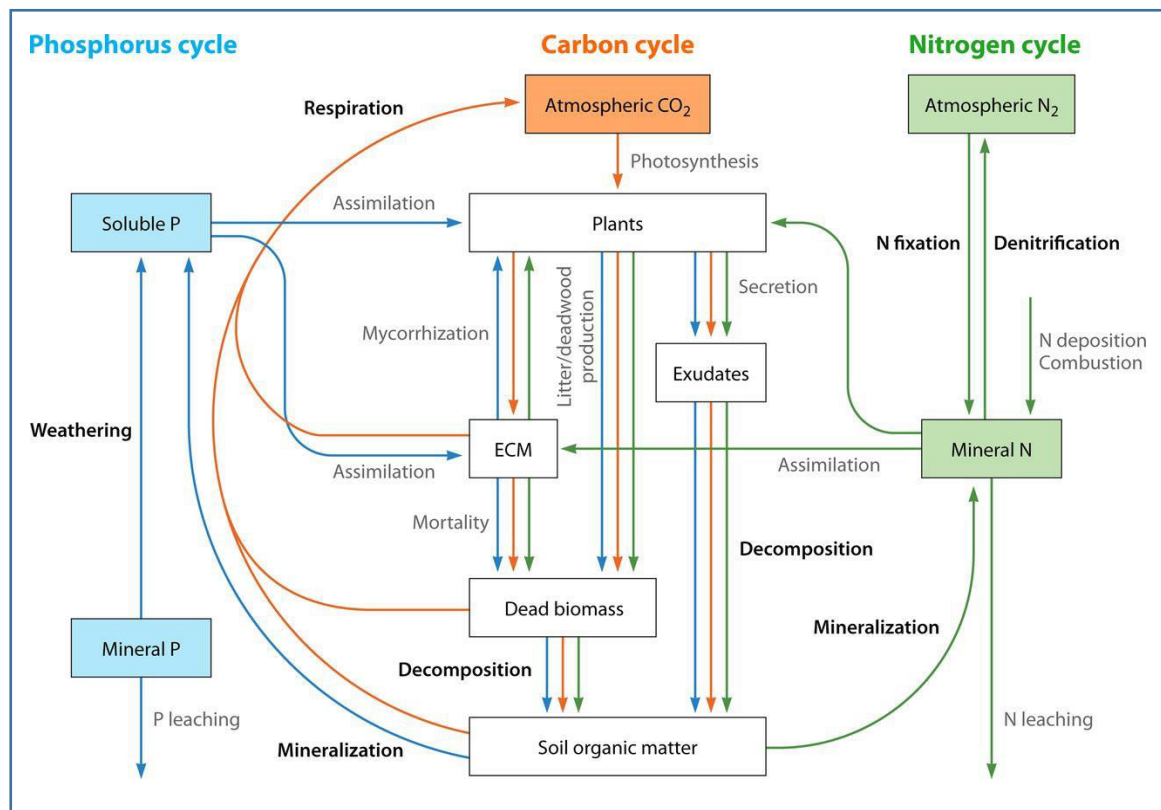 Phosphorus cycle
Carbon cycle
Nitrogen cycle
Respiration
Atmospheric CO₂
Atmospheric N₂
Photosynthesis
Soluble P
Assimilation
Plants
N fixation
Denitrification
Mycorrhization
Litter/deadwood
production
Secretion
N deposition
Combustion
Exudates
Weathering
ECM
Assimilation
Assimilation
Mineral N
Mortality
Decomposition
Dead biomass
Mineral P
Decomposition
Mineralization
P leaching
Mineralization
Soil organic matter
N leaching